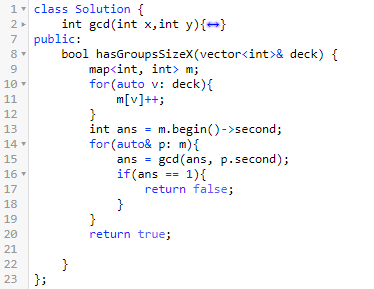 1 class Solution {
2     int gcd(int x,int y){↔}
7 public:
8     bool hasGroupsSizeX(vector<int>& deck) {
9         map<int, int> m;
10         for(auto v: deck){
11             m[v]++;
12         }
13         int ans = m.begin()->second;
14         for(auto& p: m){
15             ans = gcd(ans, p.second);
16             if(ans == 1){
17                 return false;
18             }
19         }
20         return true;
21
22     }
23 };